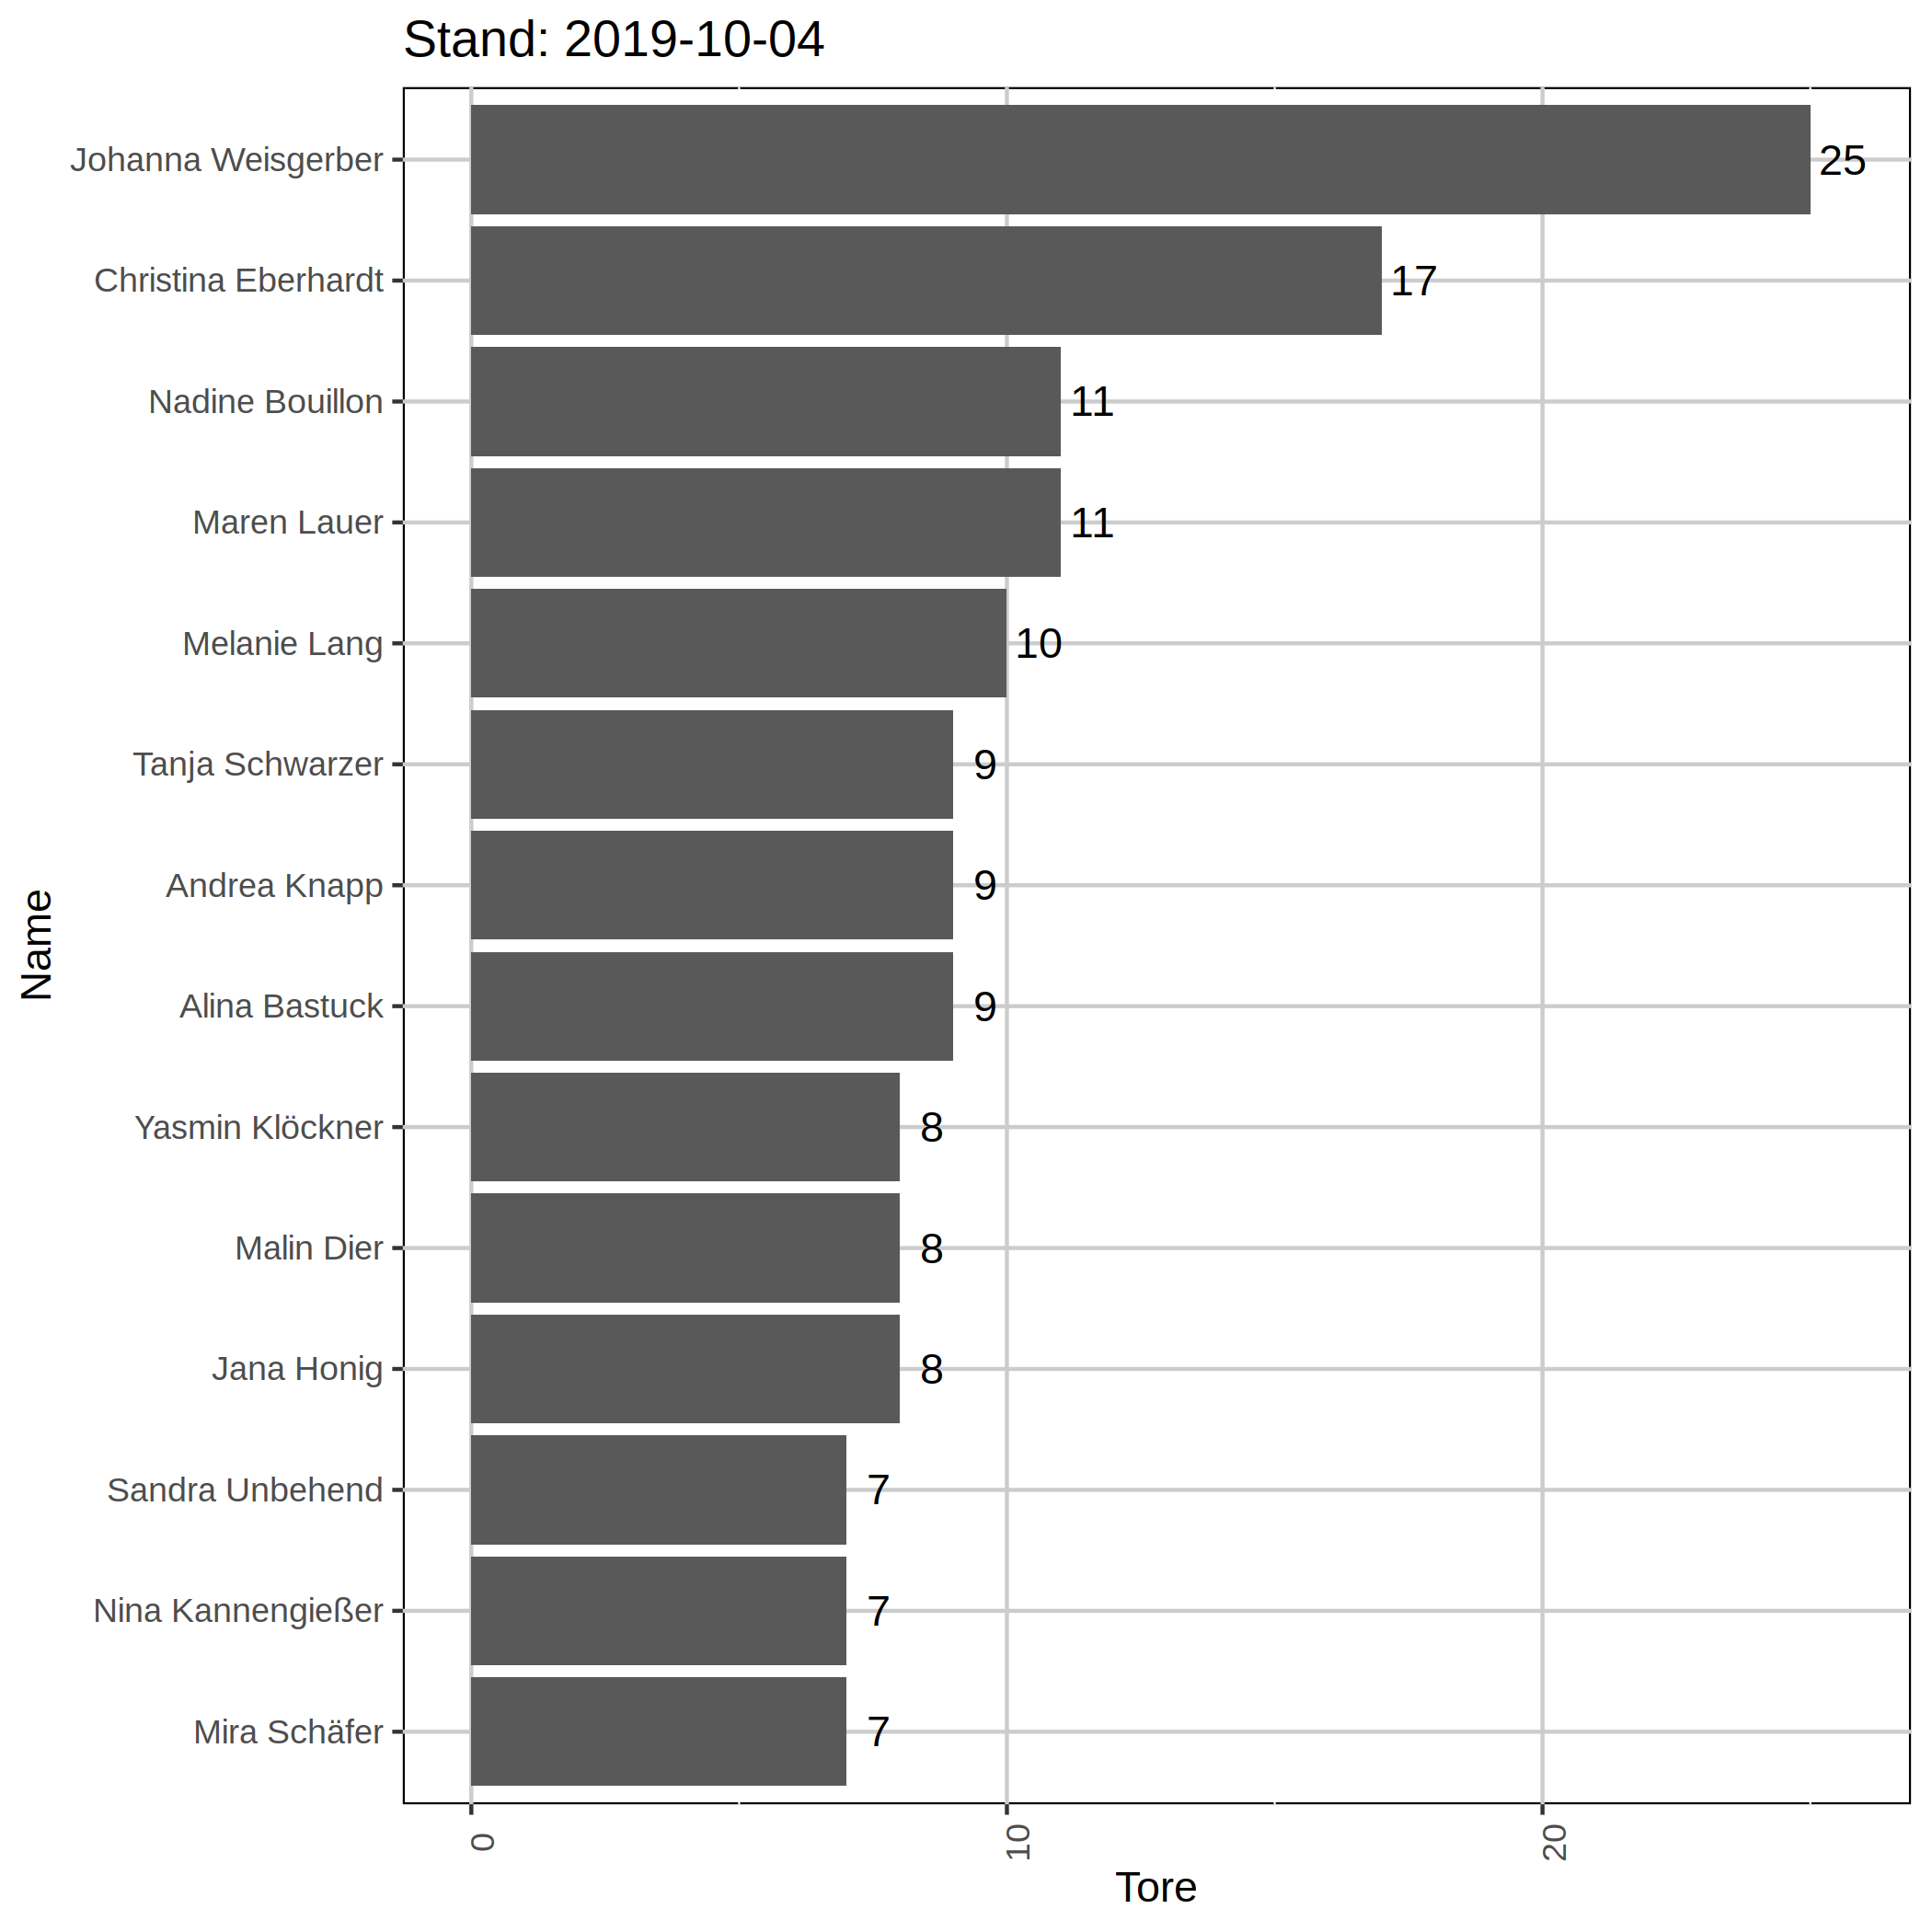 Stand: 2019-10-04
Johanna Weisgerber 25
Christina Eberhardt 17
Nadine Bouillon 11
Maren Lauer 11
Melanie Lang 10
Tanja Schwarzer 9
Andrea Knapp 9
Alina Bastuck 9
Yasmin Klöckner 8
Malin Dier 8
Jana Honig 8
Sandra Unbehend 7
Nina Kannengießer 7
Mira Schäfer 7
Name
0 10 20
Tore